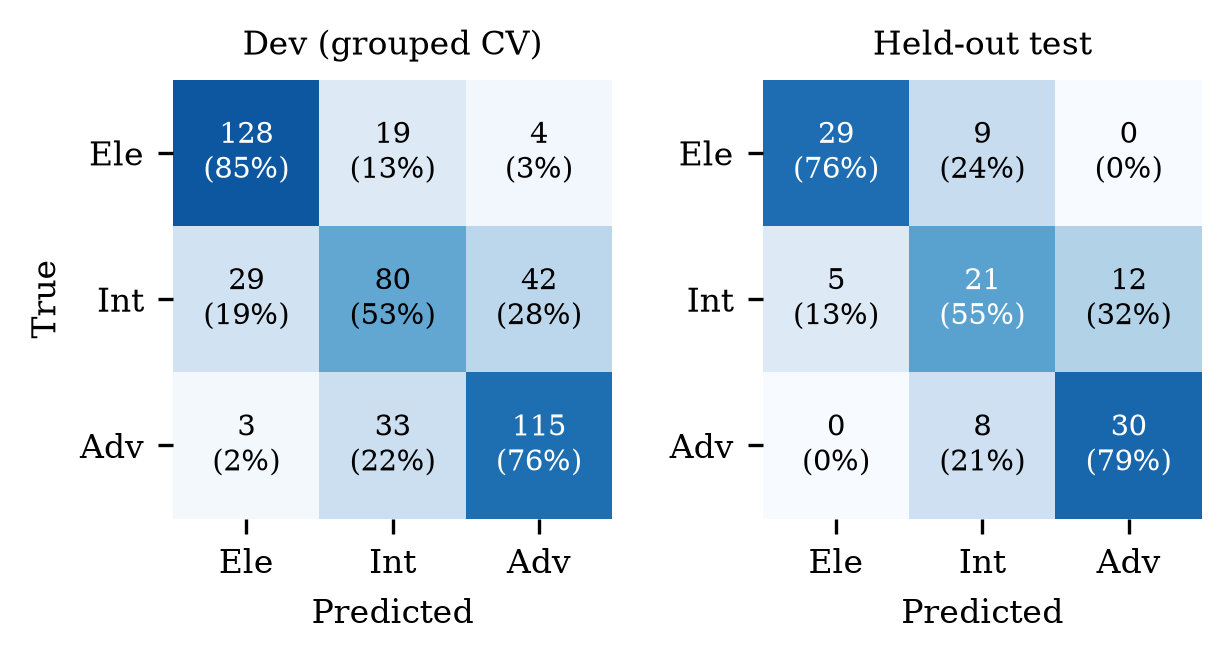 Dev (grouped CV)
True
Ele
128
(85%)
19
(13%)
4
(3%)
Int
29
(19%)
80
(53%)
42
(28%)
Adv
3
(2%)
33
(22%)
115
(76%)
Ele
Int
Adv
Predicted
Held-out test
Ele
29
(76%)
9
(24%)
0
(0%)
Int
5
(13%)
21
(55%)
12
(32%)
Adv
0
(0%)
8
(21%)
30
(79%)
Ele
Int
Adv
Predicted